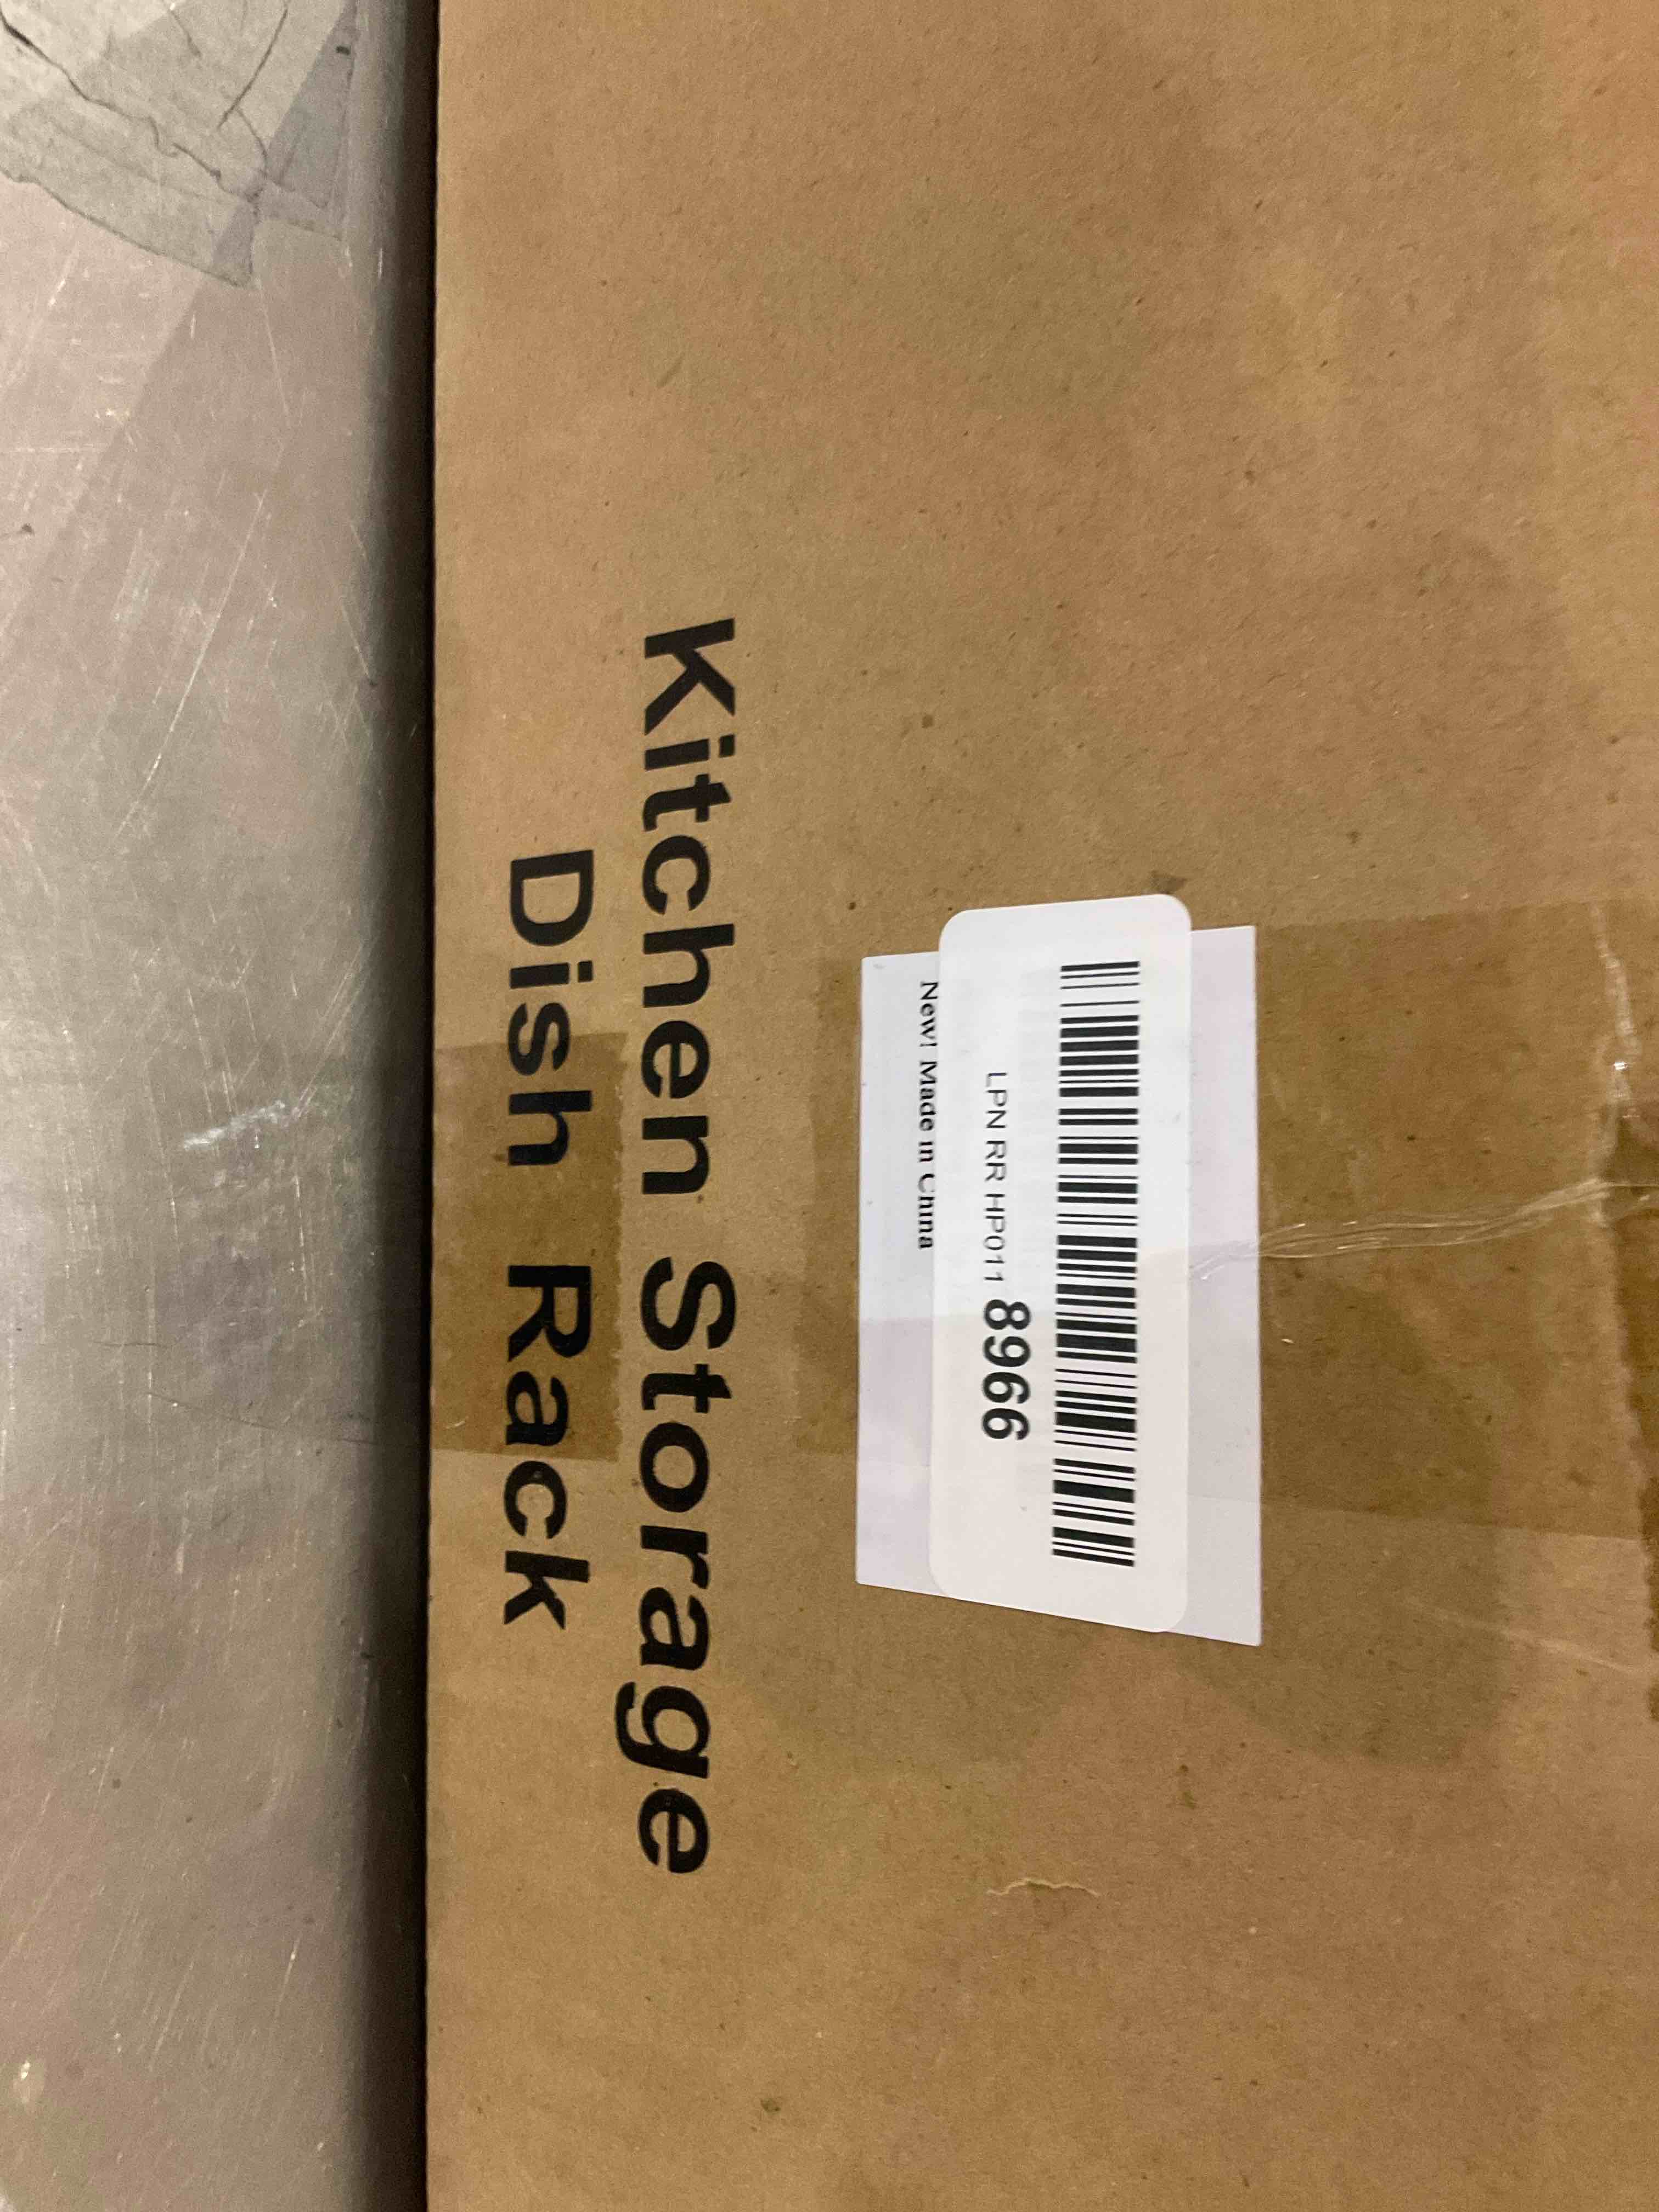 Kitchen Storage
Dish Rack
LPN RR HP011 8966
New! Made in China